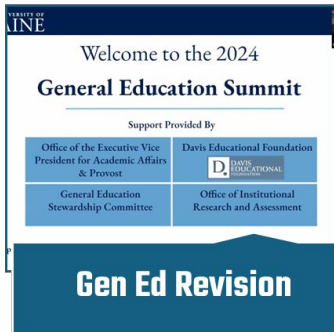 AINE
Welcome to the 2024
General Education Summit
Support Provided By
Office of the Executive Vice
President for Academic Affairs
& Provost
Davis Educational Foundation
D. DAVIS
EDUCATIONAL
FOUNDATION
General Education
Stewardship Committee
Office of Institutional
Research and Assessment
Gen Ed Revision